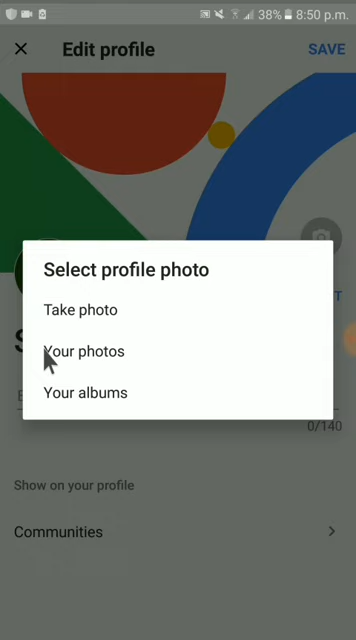 38% 8:50 p.m.
Edit profile SAVE
Select profile photo
Take photo
Your photos
Your albums
0/140
Show on your profile
Communities